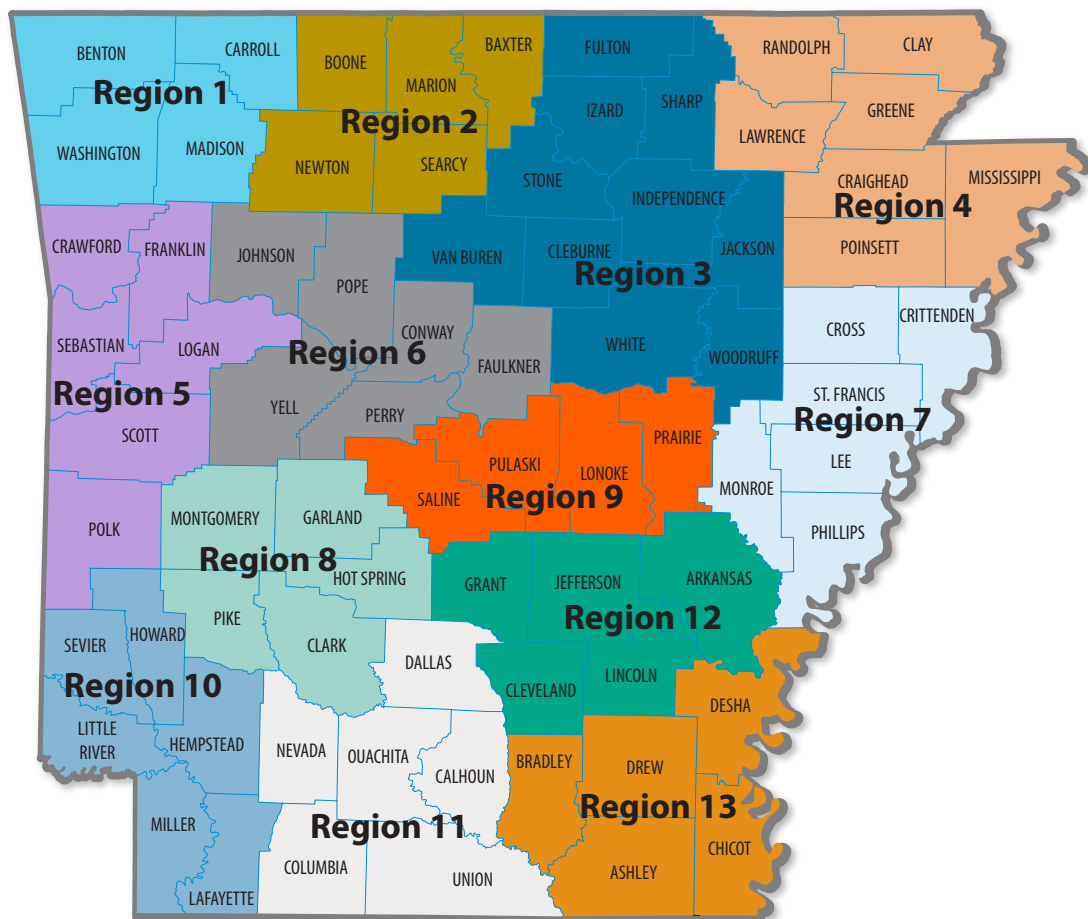 BENTON
CARROLL
Region 1
WASHINGTON
MADISON
BOONE
MARION
BAXTER
Region 2
NEWTON
SEARCY
FULTON
IZARD
SHARP
STONE
INDEPENDENCE
VAN BUREN
CLEBURNE
JACKSON
Region 3
WHITE
WOODRUFF
RANDOLPH
CLAY
GREENE
LAWRENCE
CRAIGHEAD
MISSISSIPPI
Region 4
POINSETT
CRAWFORD
FRANKLIN
SEBASTIAN
LOGAN
Region 5
SCOTT
POLK
JOHNSON
POPE
CONWAY
Region 6
FAULKNER
YELL
PERRY
CROSS
CRITTENDEN
ST. FRANCIS
Region 7
LEE
MONROE
PHILLIPS
MONTGOMERY
GARLAND
Region 8
HOT SPRING
PIKE
CLARK
PULASKI
LONOKE
PRAIRIE
SALINE
Region 9
SEVIER
HOWARD
Region 10
LITTLE
RIVER
HEMPSTEAD
MILLER
LAFAYETTE
DALLAS
NEVADA
OUACHITA
CALHOUN
Region 11
COLUMBIA
UNION
GRANT
JEFFERSON
ARKANSAS
Region 12
CLEVELAND
LINCOLN
DESHA
BRADLEY
DREW
Region 13
CHICOT
ASHLEY